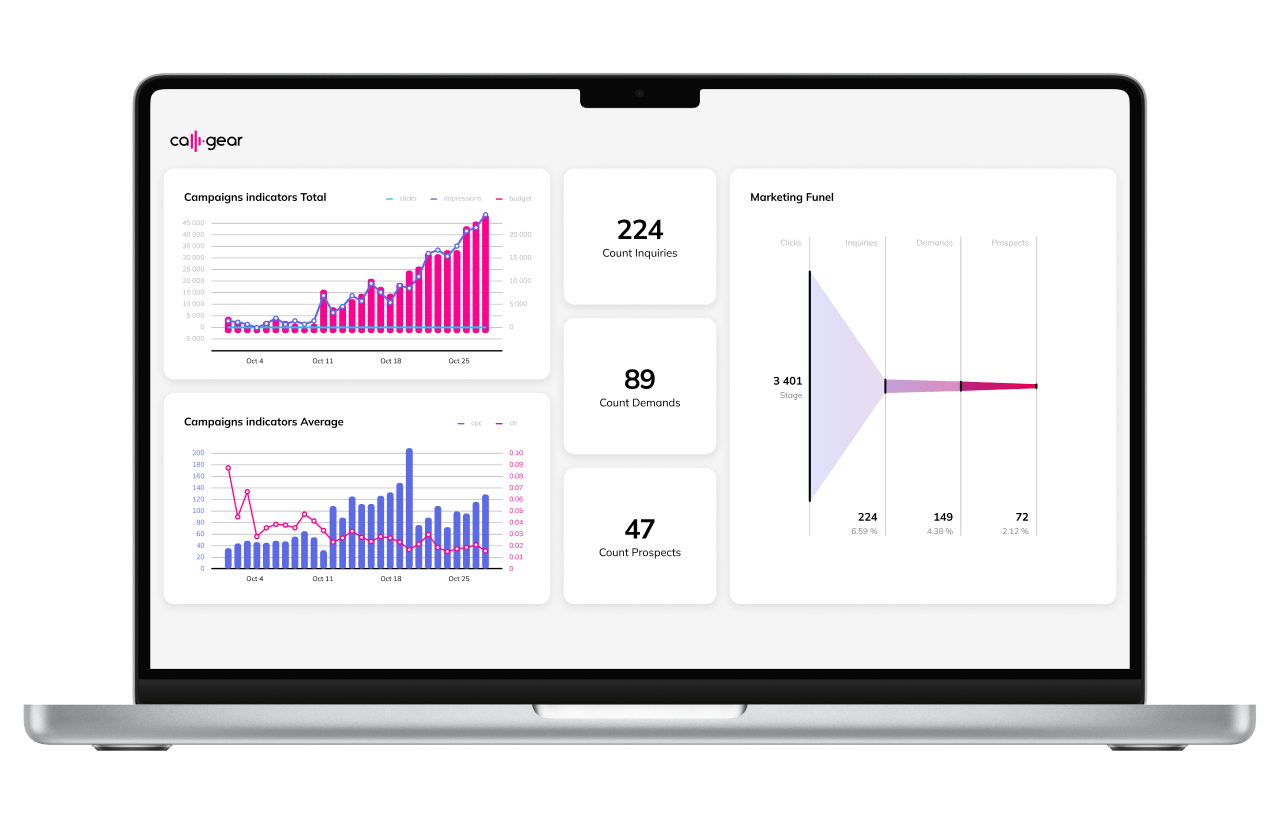 callgear
Campaigns indicators Total
clicks impressions budget
45 000
40 000 20 000
35 000
30 000 15 000
25 000
20 000 10 000
15 000
10 000 5 000
5 000
0 0
-5 000
Oct 4 Oct 11 Oct 18 Oct 25
Campaigns indicators Average
cpc ctr
200 0.10
180 0.09
160 0.08
140 0.07
120 0.06
100 0.05
80 0.04
60 0.03
40 0.02
20 0.01
0 0
Oct 4 Oct 11 Oct 18 Oct 25
224
Count Inquiries
89
Count Demands
47
Count Prospects
Marketing Funel
Clicks Inquiries Demands Prospects
3 401
Stage
224 149 72
6.59 % 4.38 % 2.12 %